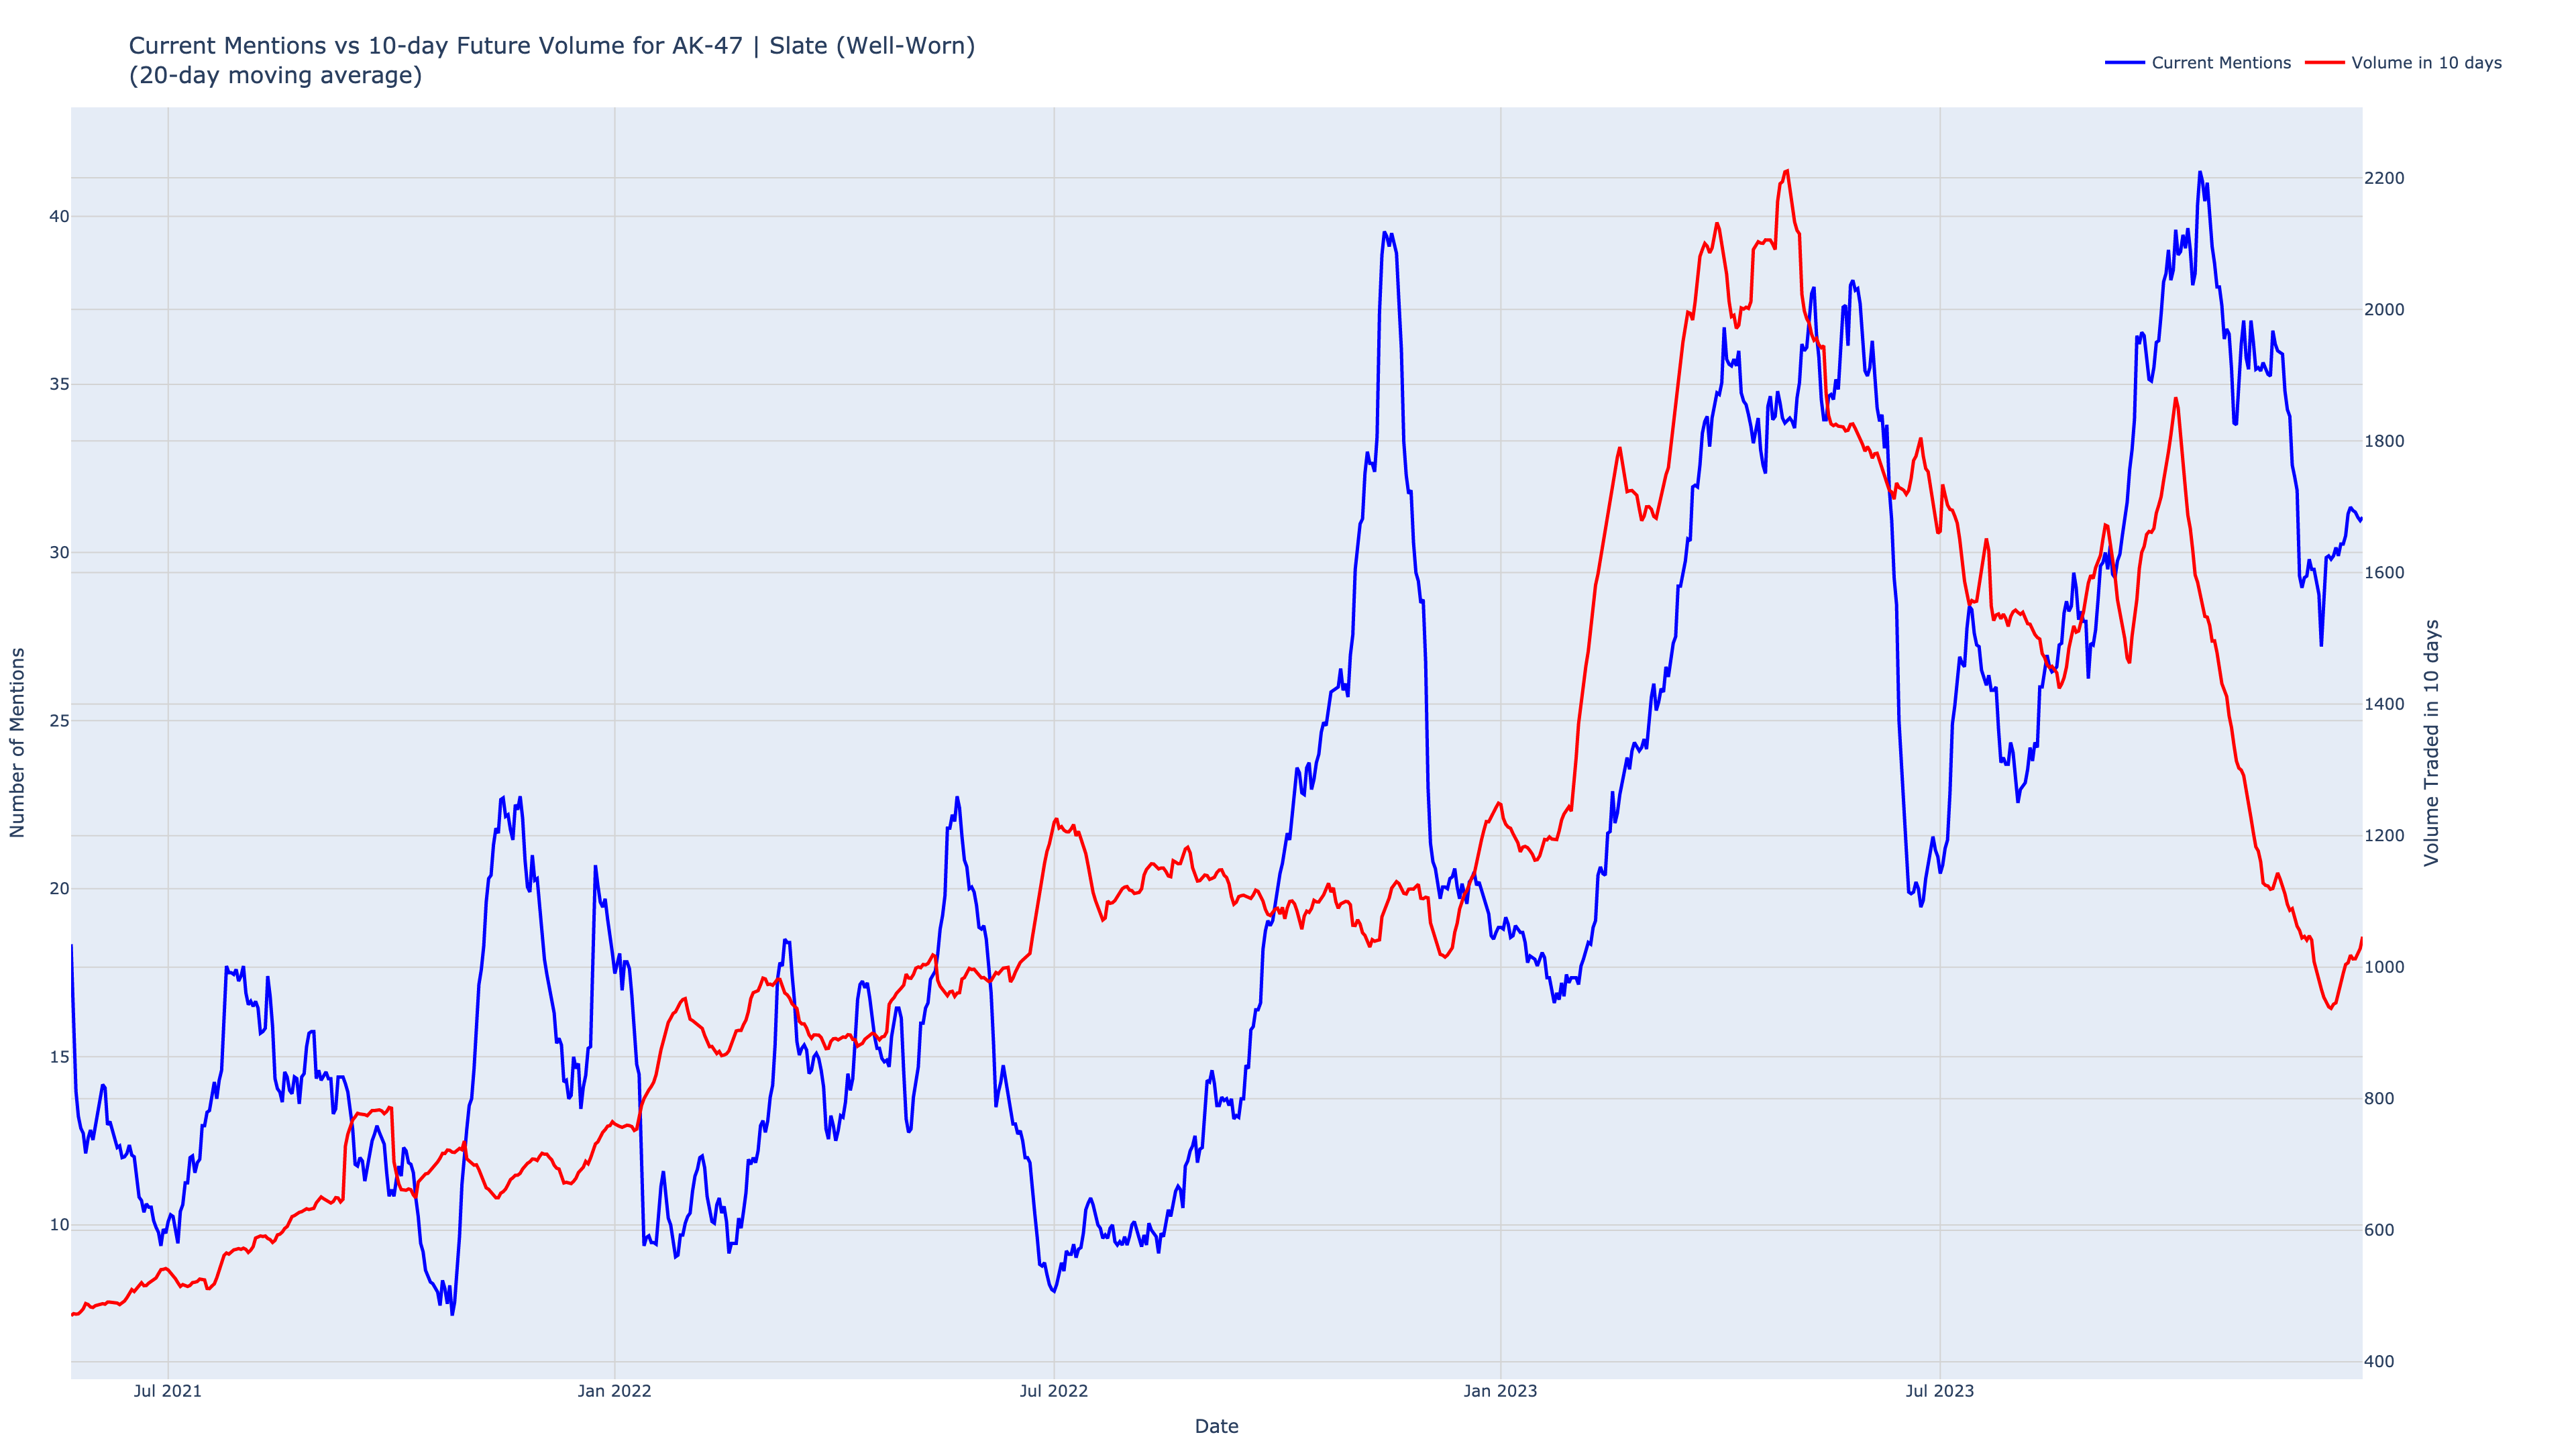 Current Mentions vs 10-day Future Volume for AK-47 | Slate (Well-Worn)
(20-day moving average)
Current Mentions
Volume in 10 days
Number of Mentions
40
35
30
25
20
15
10
2200
2000
1800
1600
1400
1200
1000
800
600
400
Volume Traded in 10 days
Jul 2021
Jan 2022
Jul 2022
Jan 2023
Jul 2023
Date